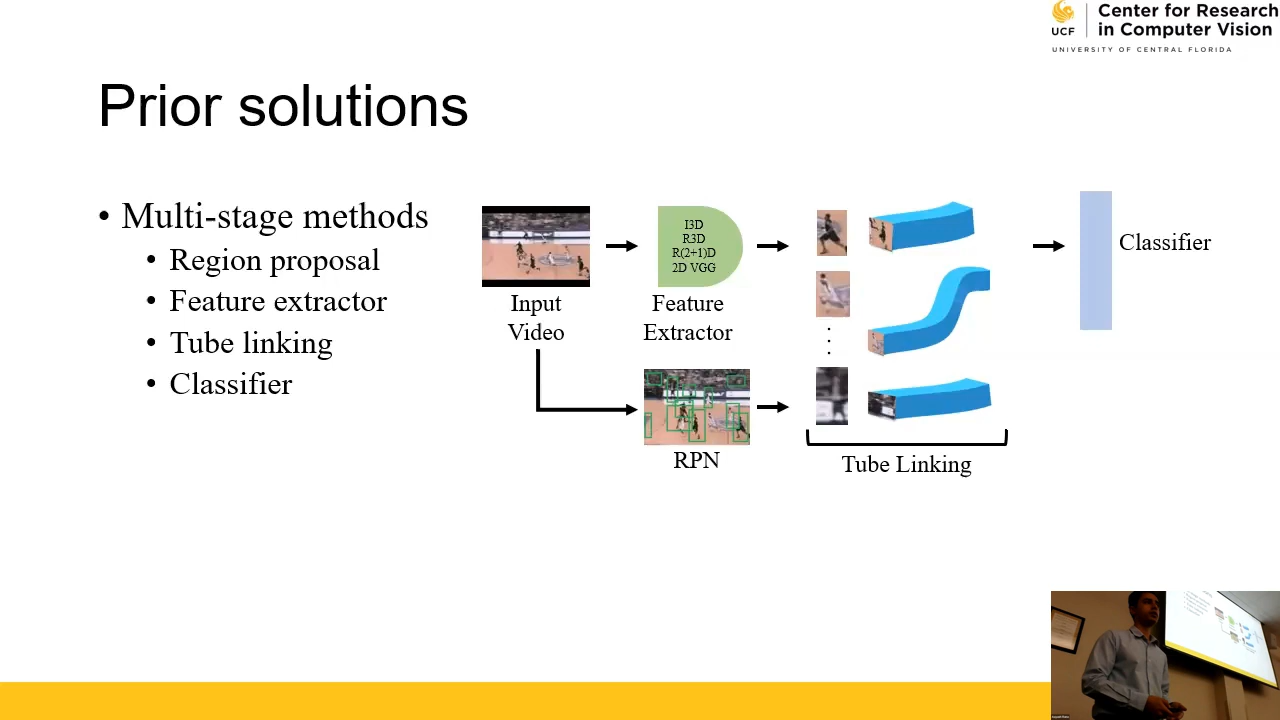 UCF
Center for Research
in Computer Vision
UNIVERSITY OF CENTRAL FLORIDA
Prior solutions
• Multi-stage methods
• Region proposal
• Feature extractor
• Tube linking
• Classifier
I3D
R3D
R(2+1)D
2D VGG
Input
Video
Feature
Extractor
RPN
Tube Linking
Classifier